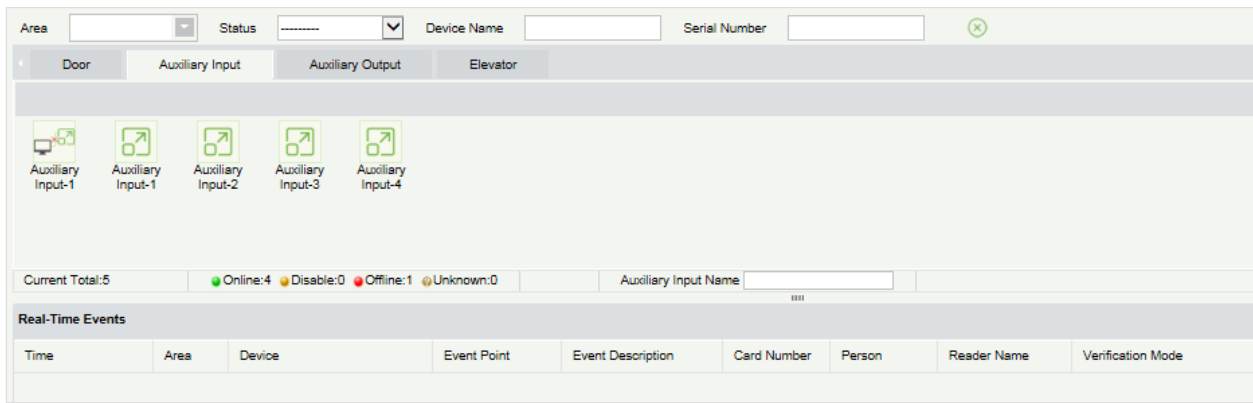 Area Status --------- Device Name Serial Number
Door Auxiliary Input Auxiliary Output Elevator
Auxiliary Input-1 Auxiliary Input-1 Auxiliary Input-2 Auxiliary Input-3 Auxiliary Input-4
Current Total:5 Online:4 Disable:0 Offline:1 Unknown:0 Auxiliary Input Name
Real-Time Events
Time Area Device Event Point Event Description Card Number Person Reader Name Verification Mode